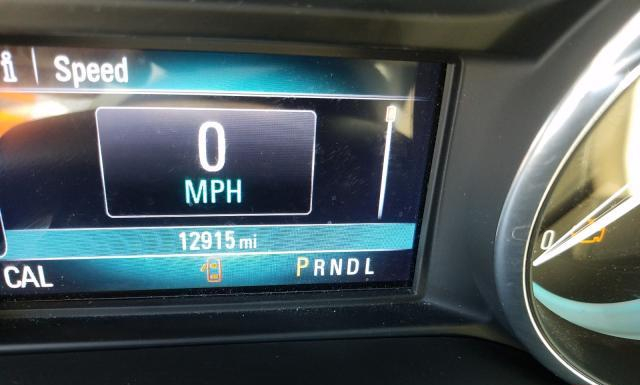 i | Speed
0
MPH
12915 mi
CAL
PRNDL
0